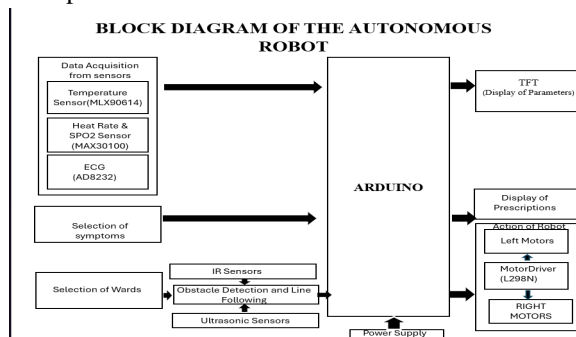 BLOCK DIAGRAM OF THE AUTONOMOUS
ROBOT
Data Acquisition
from sensors
Temperature
Sensor(MLX90614)
Heat Rate &
SPO2 Sensor
(MAX30100)
ECG
(AD8232)
Selection of
symptoms
Selection of Wards
IR Sensors
Obstacle Detection and Line
Following
Ultrasonic Sensors
ARDUINO
Power Supply
TFT
(Display of Parameters)
Display of
Prescriptions
Action of Robot
Left Motors
MotorDriver
(L298N)
RIGHT
MOTORS